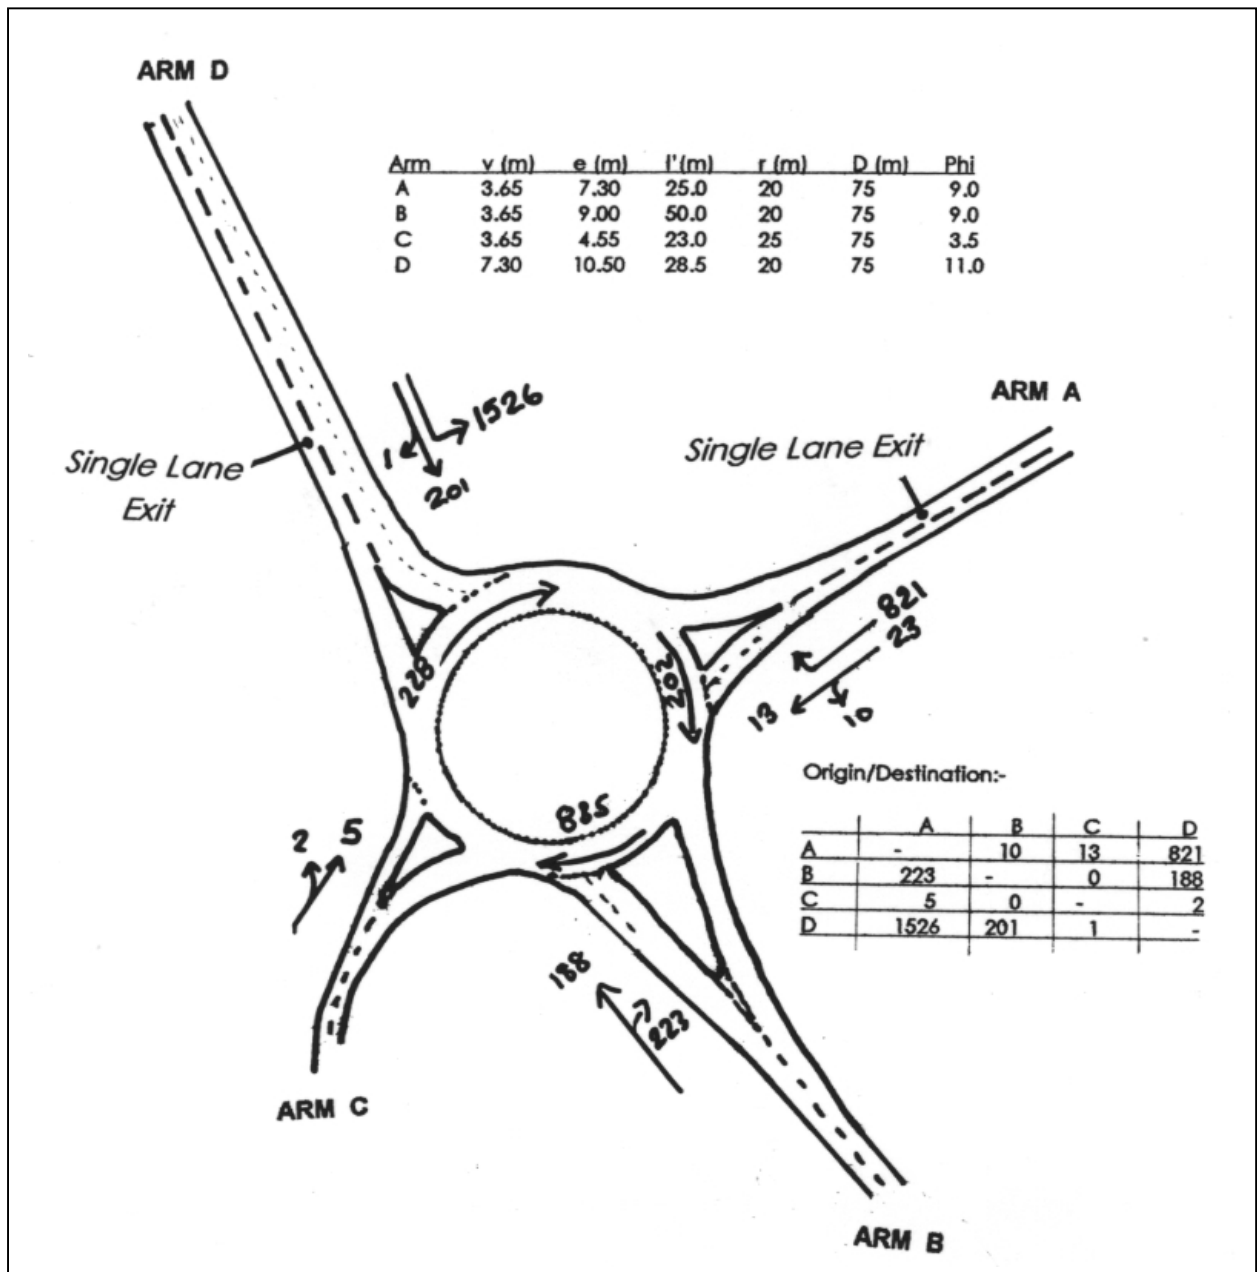 ARM D
Arm v (m) e (m) l'(m) r (m) D (m) Phi
A 3.65 7.30 25.0 20 75 9.0
B 3.65 9.00 50.0 20 75 9.0
C 3.65 4.55 23.0 25 75 3.5
D 7.30 10.50 28.5 20 75 11.0
ARM A
1526
1
201
Single Lane
Exit
Single Lane Exit
821
23
13
10
228
202
885
Origin/Destination:-
A B C D
A - 10 13 821
B 223 - 0 188
C 5 0 - 2
D 1526 201 1 -
2 5
188
223
ARM C
ARM B